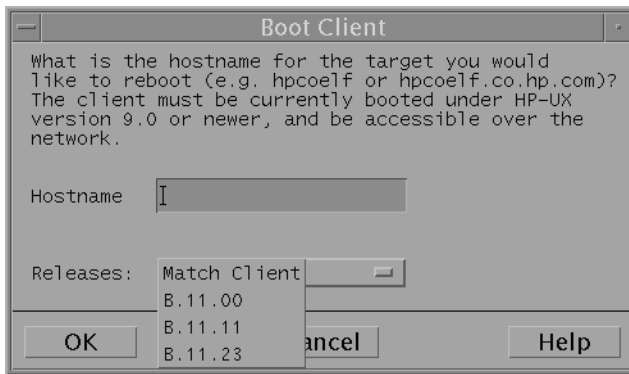 Boot Client
What is the hostname for the target you would
like to reboot (e.g. hpcoelf or hpcoelf.co.hp.com)?
The client must be currently booted under HP-UX
version 9.0 or newer, and be accessible over the
network.
Hostname
Releases: Match Client
B.11.00
B.11.11
B.11.23
OK ancel Help